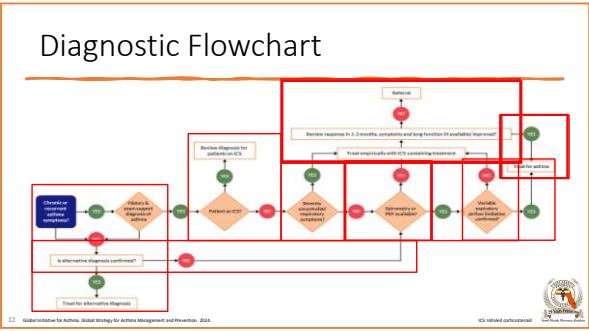 Diagnostic Flowchart
Referral
NO
Review response in 1-3 months, symptoms and lung function (if available) improved?
YES
Review diagnosis for
patients on ICS
Treat empirically with ICS-containing treatment
Treat for asthma
YES
YES
NO
YES
NO
Chronic or
recurrent
asthma
symptoms?
YES
History &
exam support
diagnosis of
asthma
YES
Patient on ICS?
NO
Severely
uncontrolled
respiratory
symptoms?
NO
Spirometry or
PEF available?
YES
Variable
expiratory
airflow limitation
confirmed?
YES
NO
Is alternative diagnosis confirmed?
NO
YES
Treat for alternative diagnosis
12
Global Initiative for Asthma. Global Strategy for Asthma Management and Prevention, 2024.
ICS: Inhaled corticosteroid